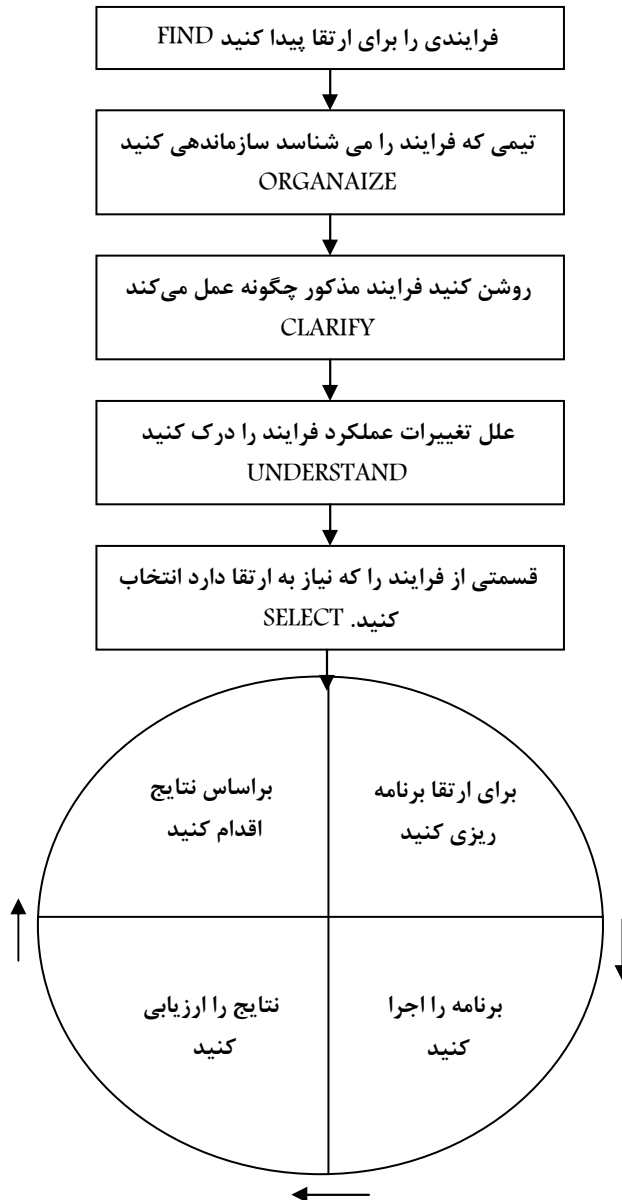 فرایندی را برای ارتقا پیدا کنید FIND
تیمی که فرایند را می شناسد سازماندهی کنید
ORGANAIZE
روشن کنید فرایند مذکور چگونه عمل می‌کند
CLARIFY
علل تغییرات عملکرد فرایند را درک کنید
UNDERSTAND
قسمتی از فرایند را که نیاز به ارتقا دارد انتخاب
کنید. SELECT
برای ارتقا برنامه
ریزی کنید
براساس نتایج
اقدام کنید
برنامه را اجرا
کنید
نتایج را ارزیابی
کنید